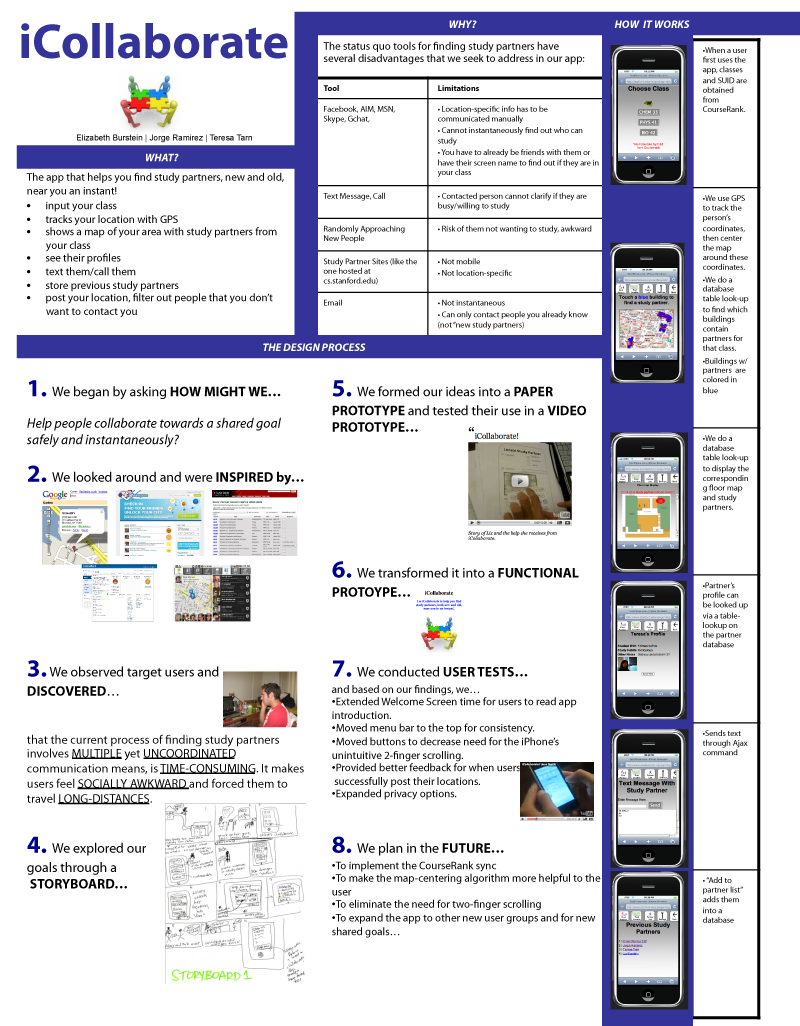 iCollaborate
Elizabeth Burstein | Jorge Ramirez | Teresa Tarn
WHAT?
The app that helps you find study partners, new and old,
near you an instant!
• input your class
• tracks your location with GPS
• shows a map of your area with study partners from
your class
• see their profiles
• text them/call them
• store previous study partners
• post your location, filter out people that you don't
want to contact you
WHY?
The status quo tools for finding study partners have
several disadvantages that we seek to address in our app:
Tool
Limitations
Facebook, AIM, MSN,
Skype, Gchat,
• Location-specific info has to be
communicated manually
• Cannot instantaneously find out who can
study
• You have to already be friends with them or
have their screen name to find out if they are in
your class
Text Message, Call
• Contacted person cannot clarify if they are
busy/willing to study
Randomly Approaching
New People
• Risk of them not wanting to study, awkward
Study Partner Sites (like the
one hosted at
cs.stanford.edu)
• Not mobile
• Not location-specific
Email
• Not instantaneous
• Can only contact people you already know
(not "new study partners)
THE DESIGN PROCESS
1. We began by asking HOW MIGHT WE…
Help people collaborate towards a shared goal
safely and instantaneously?
2. We looked around and were INSPIRED by…
Google
3. We observed target users and
DISCOVERED…
that the current process of finding study partners
involves MULTIPLE yet UNCOORDINATED
communication means, is TIME-CONSUMING. It makes
users feel SOCIALLY AWKWARD and forced them to
travel LONG-DISTANCES.
4. We explored our
goals through a
STORYBOARD…
STORYBOARD 1
5. We formed our ideas into a PAPER
PROTOTYPE and tested their use in a VIDEO
PROTOTYPE…
“
iCollaborate!
Story of Liz and the help she receives from
iCollaborate.
6. We transformed it into a FUNCTIONAL
PROTOYPE…
iCollaborate
7. We conducted USER TESTS…
and based on our findings, we…
•Extended Welcome Screen time for users to read app
introduction.
•Moved menu bar to the top for consistency.
•Moved buttons to decrease need for the iPhone's
unintuitive 2-finger scrolling.
•Provided better feedback for when users
successfully post their locations.
•Expanded privacy options.
8. We plan in the FUTURE…
•To implement the CourseRank sync
•To make the map-centering algorithm more helpful to the
user
•To eliminate the need for two-finger scrolling
•To expand the app to other new user groups and for new
shared goals…
HOW IT WORKS
Choose Class
CHEM 33
PHYS 41
BIO 42
•When a user
first uses the
app, classes
and SUID are
obtained
from
CourseRank.
Touch a blue building to
find a study partner
•We use GPS
to track the
person's
coordinates,
then center
the map
around these
coordinates.
•We do a
database
table look-up
to find which
buildings
contain
partners for
that class.
•Buildings w/
partners are
colored in
blue
•We do a
database
table look-up
to display the
correspondin
g floor map
and study
partners.
Teresa's Profile
•Partner's
profile can
be looked up
via a table-
lookup on
the partner
database
Text Message With
Study Partner
Send
•Sends text
through Ajax
command
Previous Study
Partners
• "Add to
partner list"
adds them
into a
database